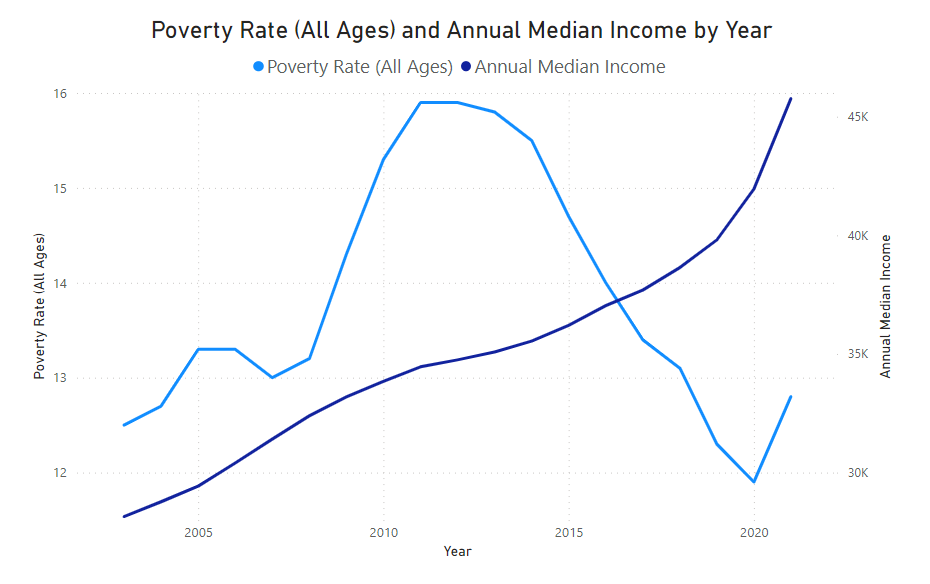 Poverty Rate (All Ages) and Annual Median Income by Year
Poverty Rate (All Ages) Annual Median Income
Poverty Rate (All Ages)
16
15
14
13
12
45K
40K
35K
30K
Annual Median Income
2005 2010 2015 2020
Year